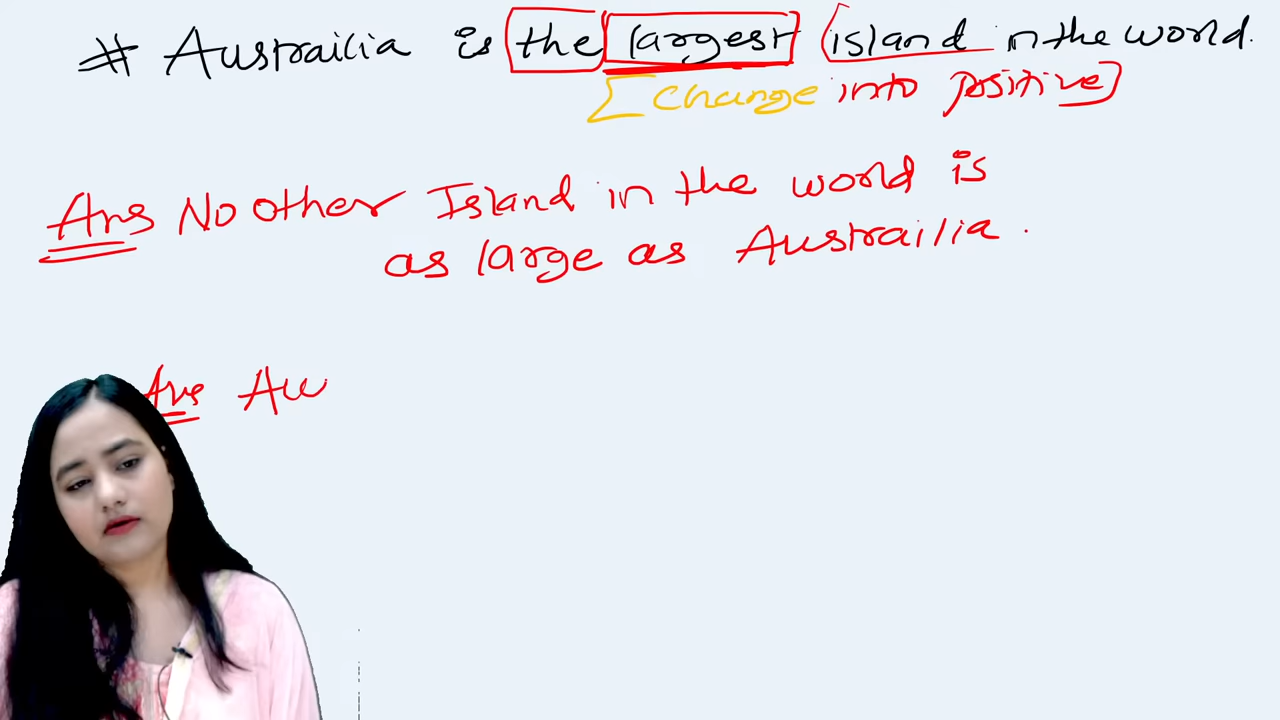 # Austrailia is the largest island in the world.
[change into positive]
Ans No other Island in the world is
as large as Austrailia.
Ans Au